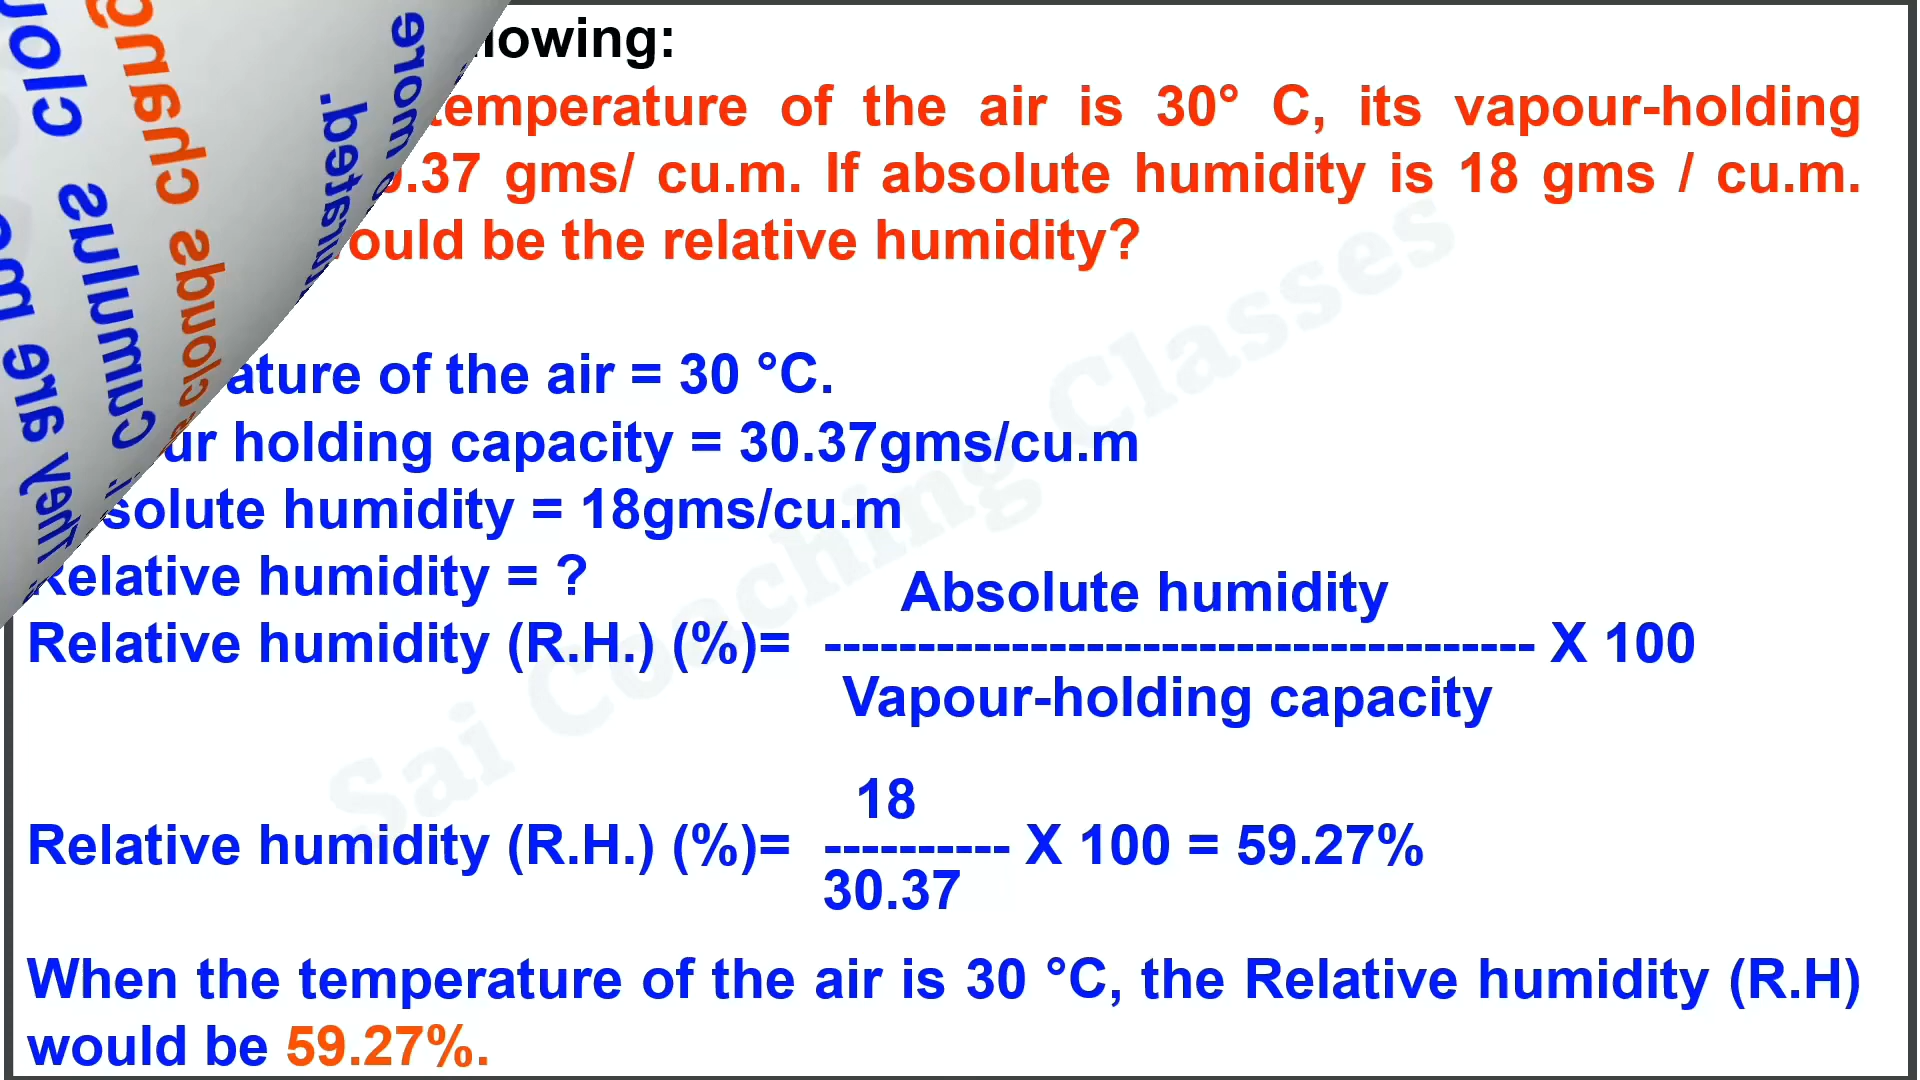 lowing:
temperature of the air is 30° C, its vapour-holding
.37 gms/ cu.m. If absolute humidity is 18 gms / cu.m.
ould be the relative humidity?
ature of the air = 30 °C.
ur holding capacity = 30.37gms/cu.m
solute humidity = 18gms/cu.m
Relative humidity = ?
Absolute humidity
Relative humidity (R.H.) (%)= ------------------------------------- X 100
Vapour-holding capacity
18
Relative humidity (R.H.) (%)= ---------- X 100 = 59.27%
30.37
When the temperature of the air is 30 °C, the Relative humidity (R.H)
would be 59.27%.
Sai Coaching Classes